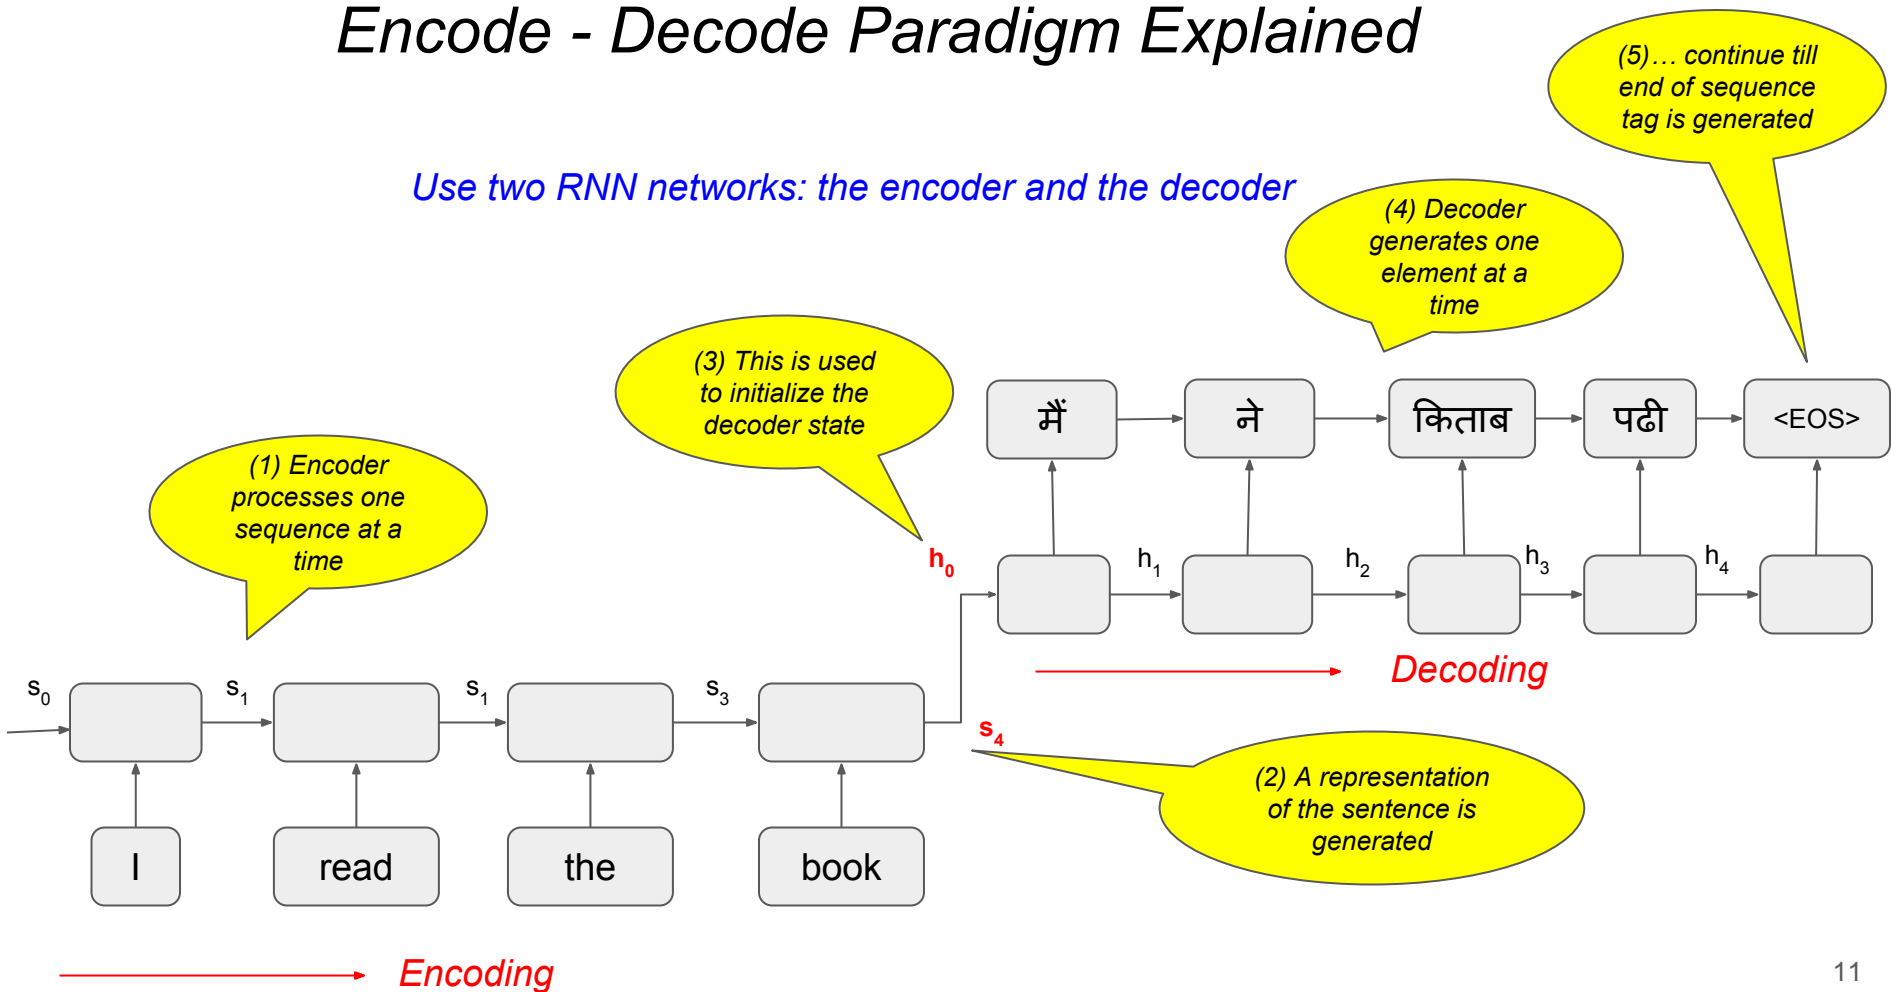 Encode - Decode Paradigm Explained
Use two RNN networks: the encoder and the decoder
(5)… continue till
end of sequence
tag is generated
(4) Decoder
generates one
element at a
time
(3) This is used
to initialize the
decoder state
(1) Encoder
processes one
sequence at a
time
मैं ने किताब पढी <EOS>
h0 h1 h2 h3 h4
Decoding
s0 s1 s1 s3 s4
(2) A representation
of the sentence is
generated
I read the book
Encoding
11